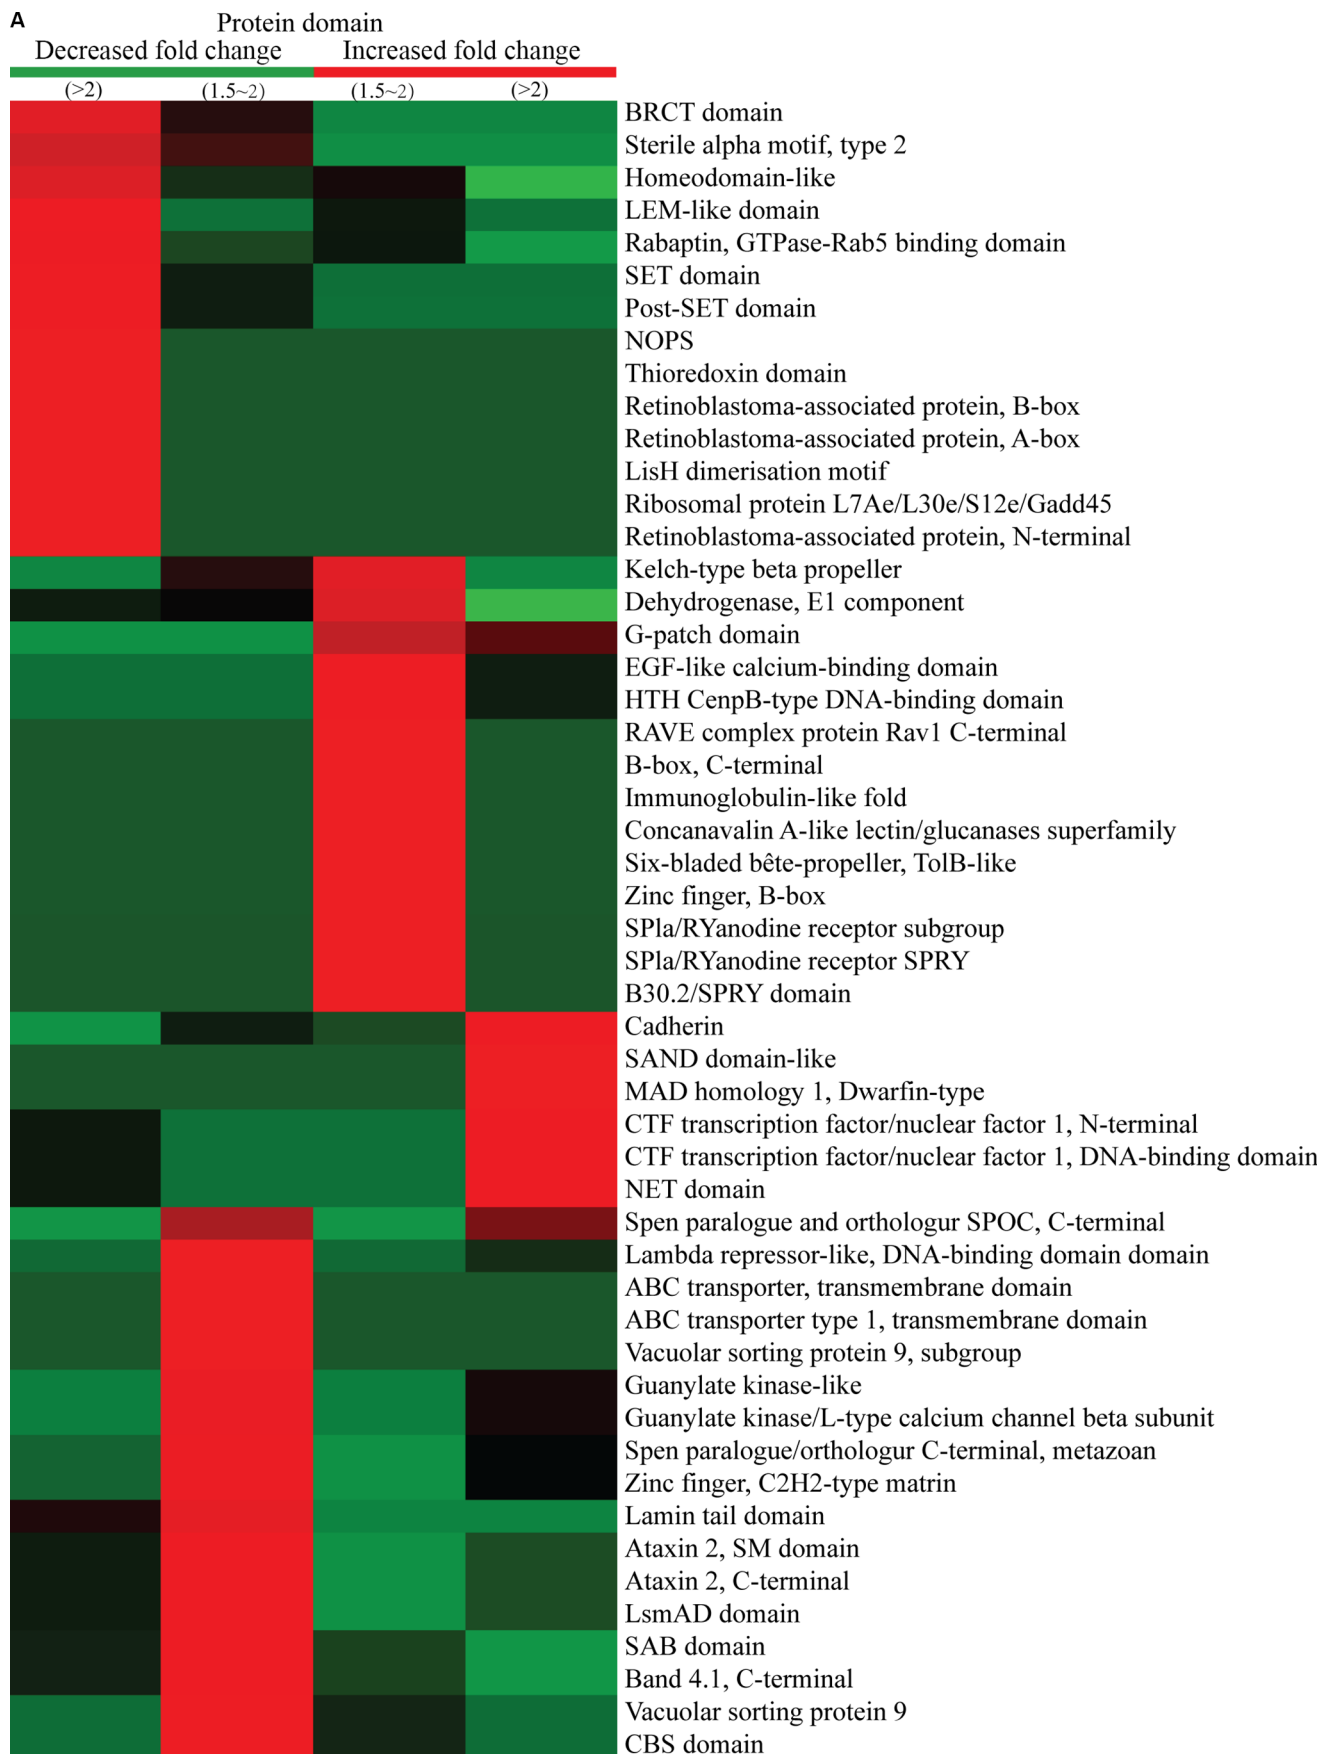 A
Protein domain
Decreased fold change Increased fold change
(>2) (1.5~2) (1.5~2) (>2)
BRCT domain
Sterile alpha motif, type 2
Homeodomain-like
LEM-like domain
Rabaptin, GTPase-Rab5 binding domain
SET domain
Post-SET domain
NOPS
Thioredoxin domain
Retinoblastoma-associated protein, B-box
Retinoblastoma-associated protein, A-box
LisH dimerisation motif
Ribosomal protein L7Ae/L30e/S12e/Gadd45
Retinoblastoma-associated protein, N-terminal
Kelch-type beta propeller
Dehydrogenase, E1 component
G-patch domain
EGF-like calcium-binding domain
HTH CenpB-type DNA-binding domain
RAVE complex protein Rav1 C-terminal
B-box, C-terminal
Immunoglobulin-like fold
Concanavalin A-like lectin/glucanases superfamily
Six-bladed bête-propeller, TolB-like
Zinc finger, B-box
SPla/RYanodine receptor subgroup
SPla/RYanodine receptor SPRY
B30.2/SPRY domain
Cadherin
SAND domain-like
MAD homology 1, Dwarfin-type
CTF transcription factor/nuclear factor 1, N-terminal
CTF transcription factor/nuclear factor 1, DNA-binding domain
NET domain
Spen paralogue and orthologur SPOC, C-terminal
Lambda repressor-like, DNA-binding domain domain
ABC transporter, transmembrane domain
ABC transporter type 1, transmembrane domain
Vacuolar sorting protein 9, subgroup
Guanylate kinase-like
Guanylate kinase/L-type calcium channel beta subunit
Spen paralogue/orthologur C-terminal, metazoan
Zinc finger, C2H2-type matrin
Lamin tail domain
Ataxin 2, SM domain
Ataxin 2, C-terminal
LsmAD domain
SAB domain
Band 4.1, C-terminal
Vacuolar sorting protein 9
CBS domain